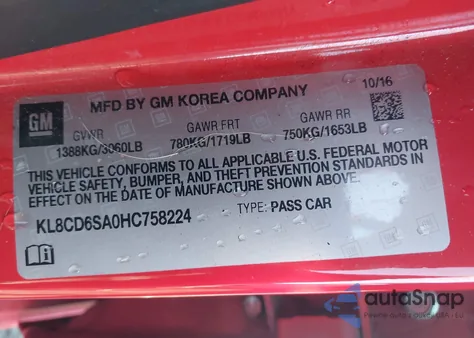 GM
MFD BY GM KOREA COMPANY
10/16
GVWR GAWR FRT GAWR RR
1388KG/3060LB 780KG/1719LB 750KG/1653LB
THIS VEHICLE CONFORMS TO ALL APPLICABLE U.S. FEDERAL MOTOR
VEHICLE SAFETY, BUMPER, AND THEFT PREVENTION STANDARDS IN
EFFECT ON THE DATE OF MANUFACTURE SHOWN ABOVE.
KL8CD6SA0HC758224 TYPE: PASS CAR
autoSnap